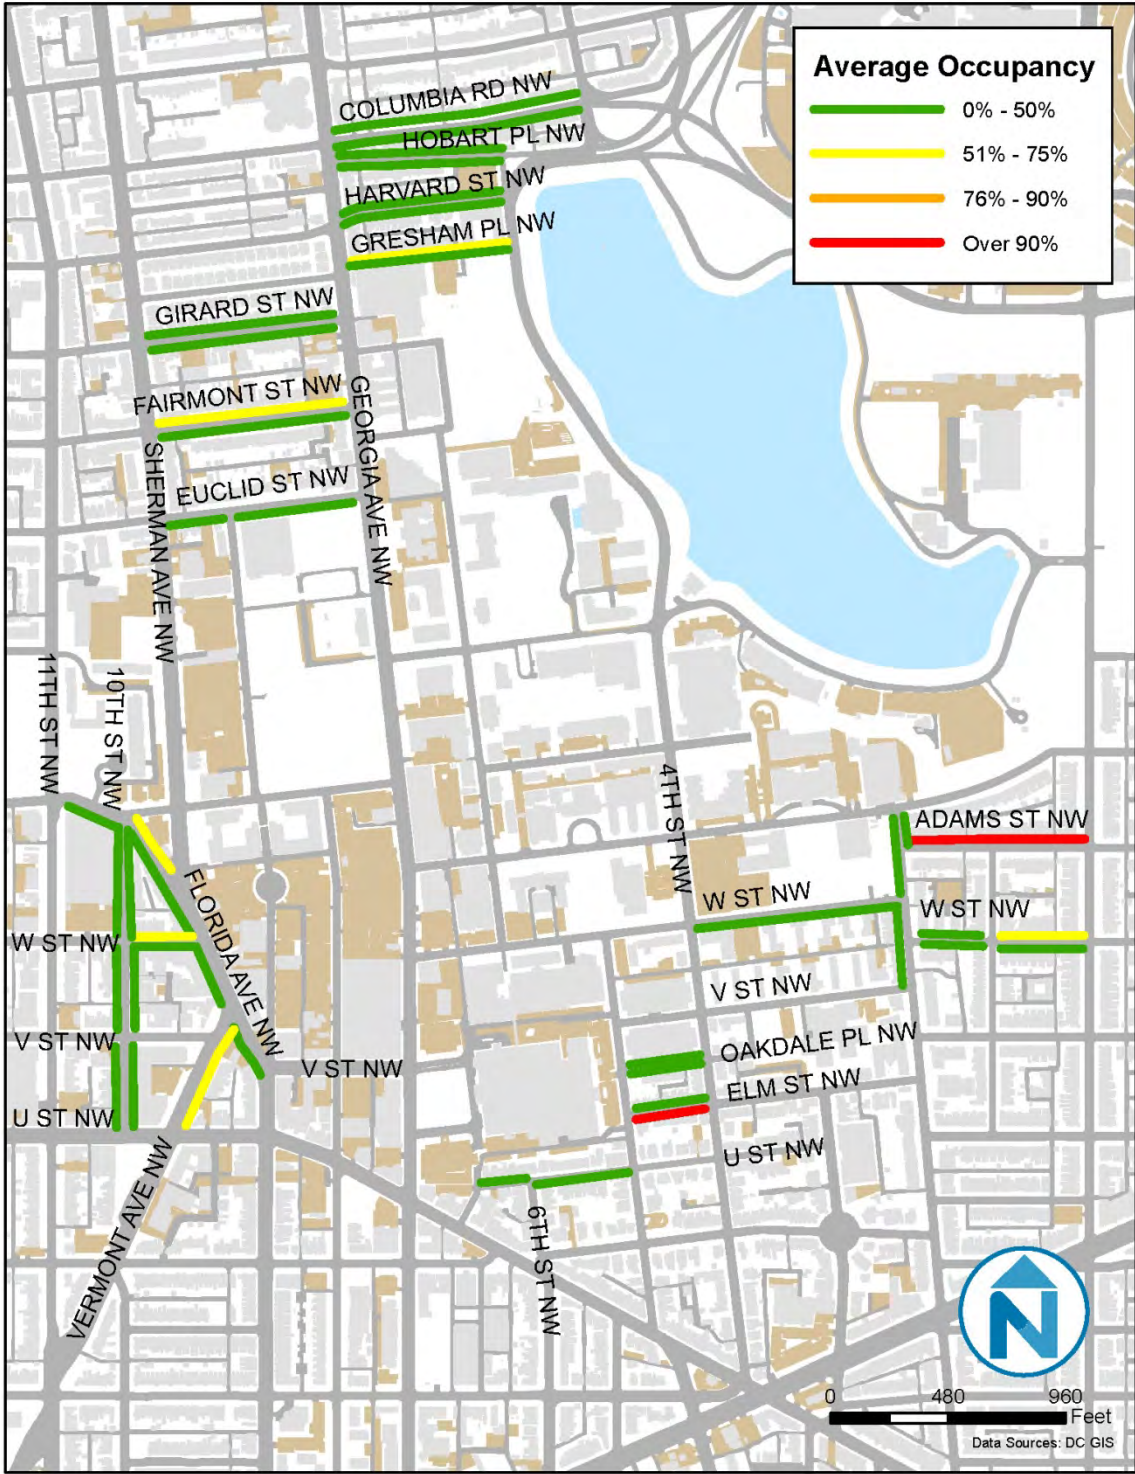 Average Occupancy
0% - 50%
51% - 75%
76% - 90%
Over 90%
COLUMBIA RD NW
HOBART PL NW
HARVARD ST NW
GRESHAM PL NW
GIRARD ST NW
FAIRMONT ST NW
GEORGIA AVE NW
SHERMAN AVE NW
EUCLID ST NW
11TH ST NW
10TH ST NW
4TH ST NW
ADAMS ST NW
FLORIDA AVE NW
W ST NW
W ST NW
W ST NW
V ST NW
V ST NW
V ST NW
OAKDALE PL NW
ELM ST NW
U ST NW
U ST NW
VERMONT AVE NW
6TH ST NW
N
0 480 960
Feet
Data Sources: DC GIS